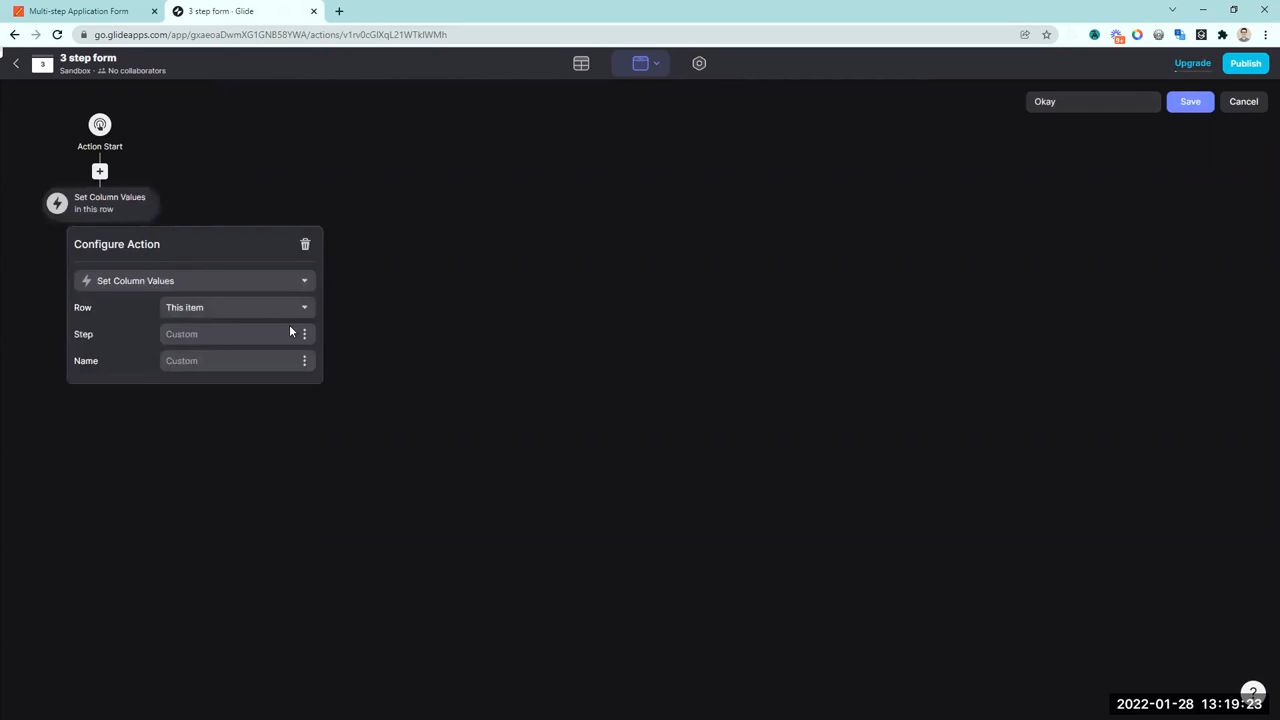 Multi-step Application Form
3 step form - Glide
go.glideapps.com/app/gxaeoaDwmXG1GNB58YWA/actions/v1rv0cGlXqL21WTkIWMh
3
3 step form
Sandbox · No collaborators
Upgrade
Publish
Okay
Save
Cancel
Action Start
Set Column Values
in this row
Configure Action
Set Column Values
Row
This item
Step
Custom
Name
Custom
?
2022-01-28 13:19:23